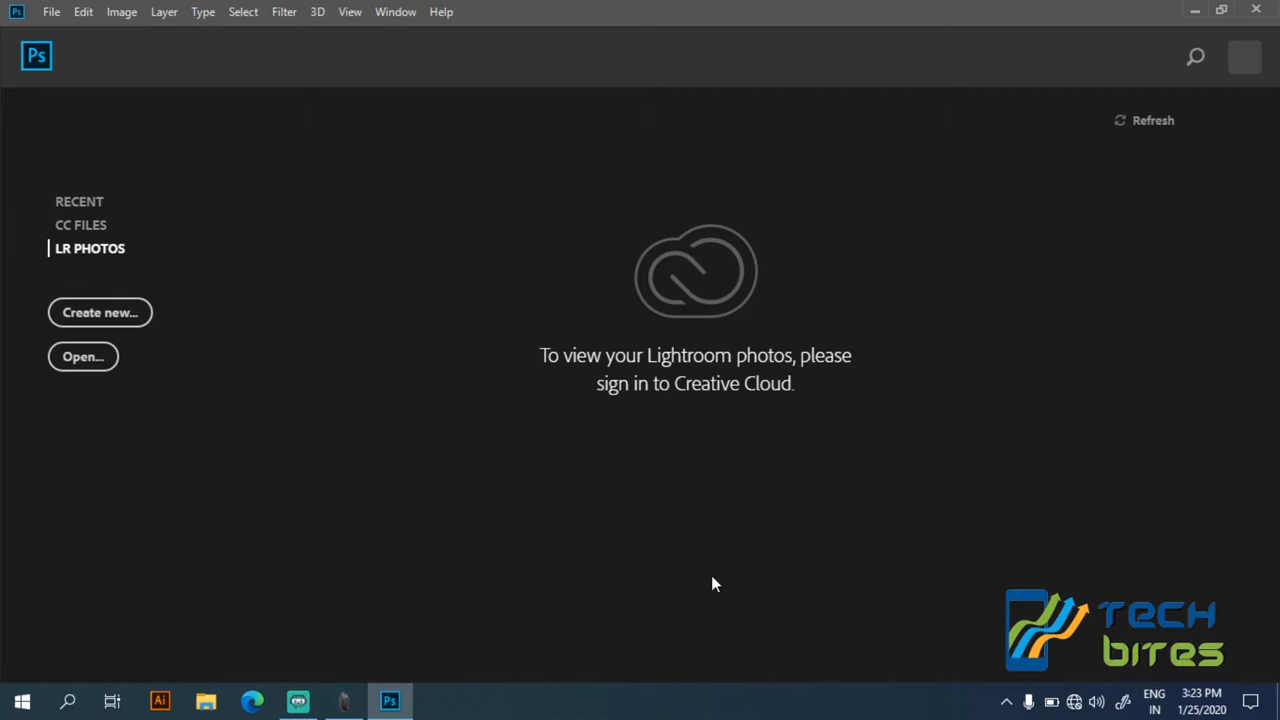 Ps File Edit Image Layer Type Select Filter 3D View Window Help
Ps
Refresh
RECENT
CC FILES
LR PHOTOS
Create new...
Open...
To view your Lightroom photos, please
sign in to Creative Cloud.
TECH
BiTES
Ai Ps
ENG
IN
3:23 PM
1/25/2020